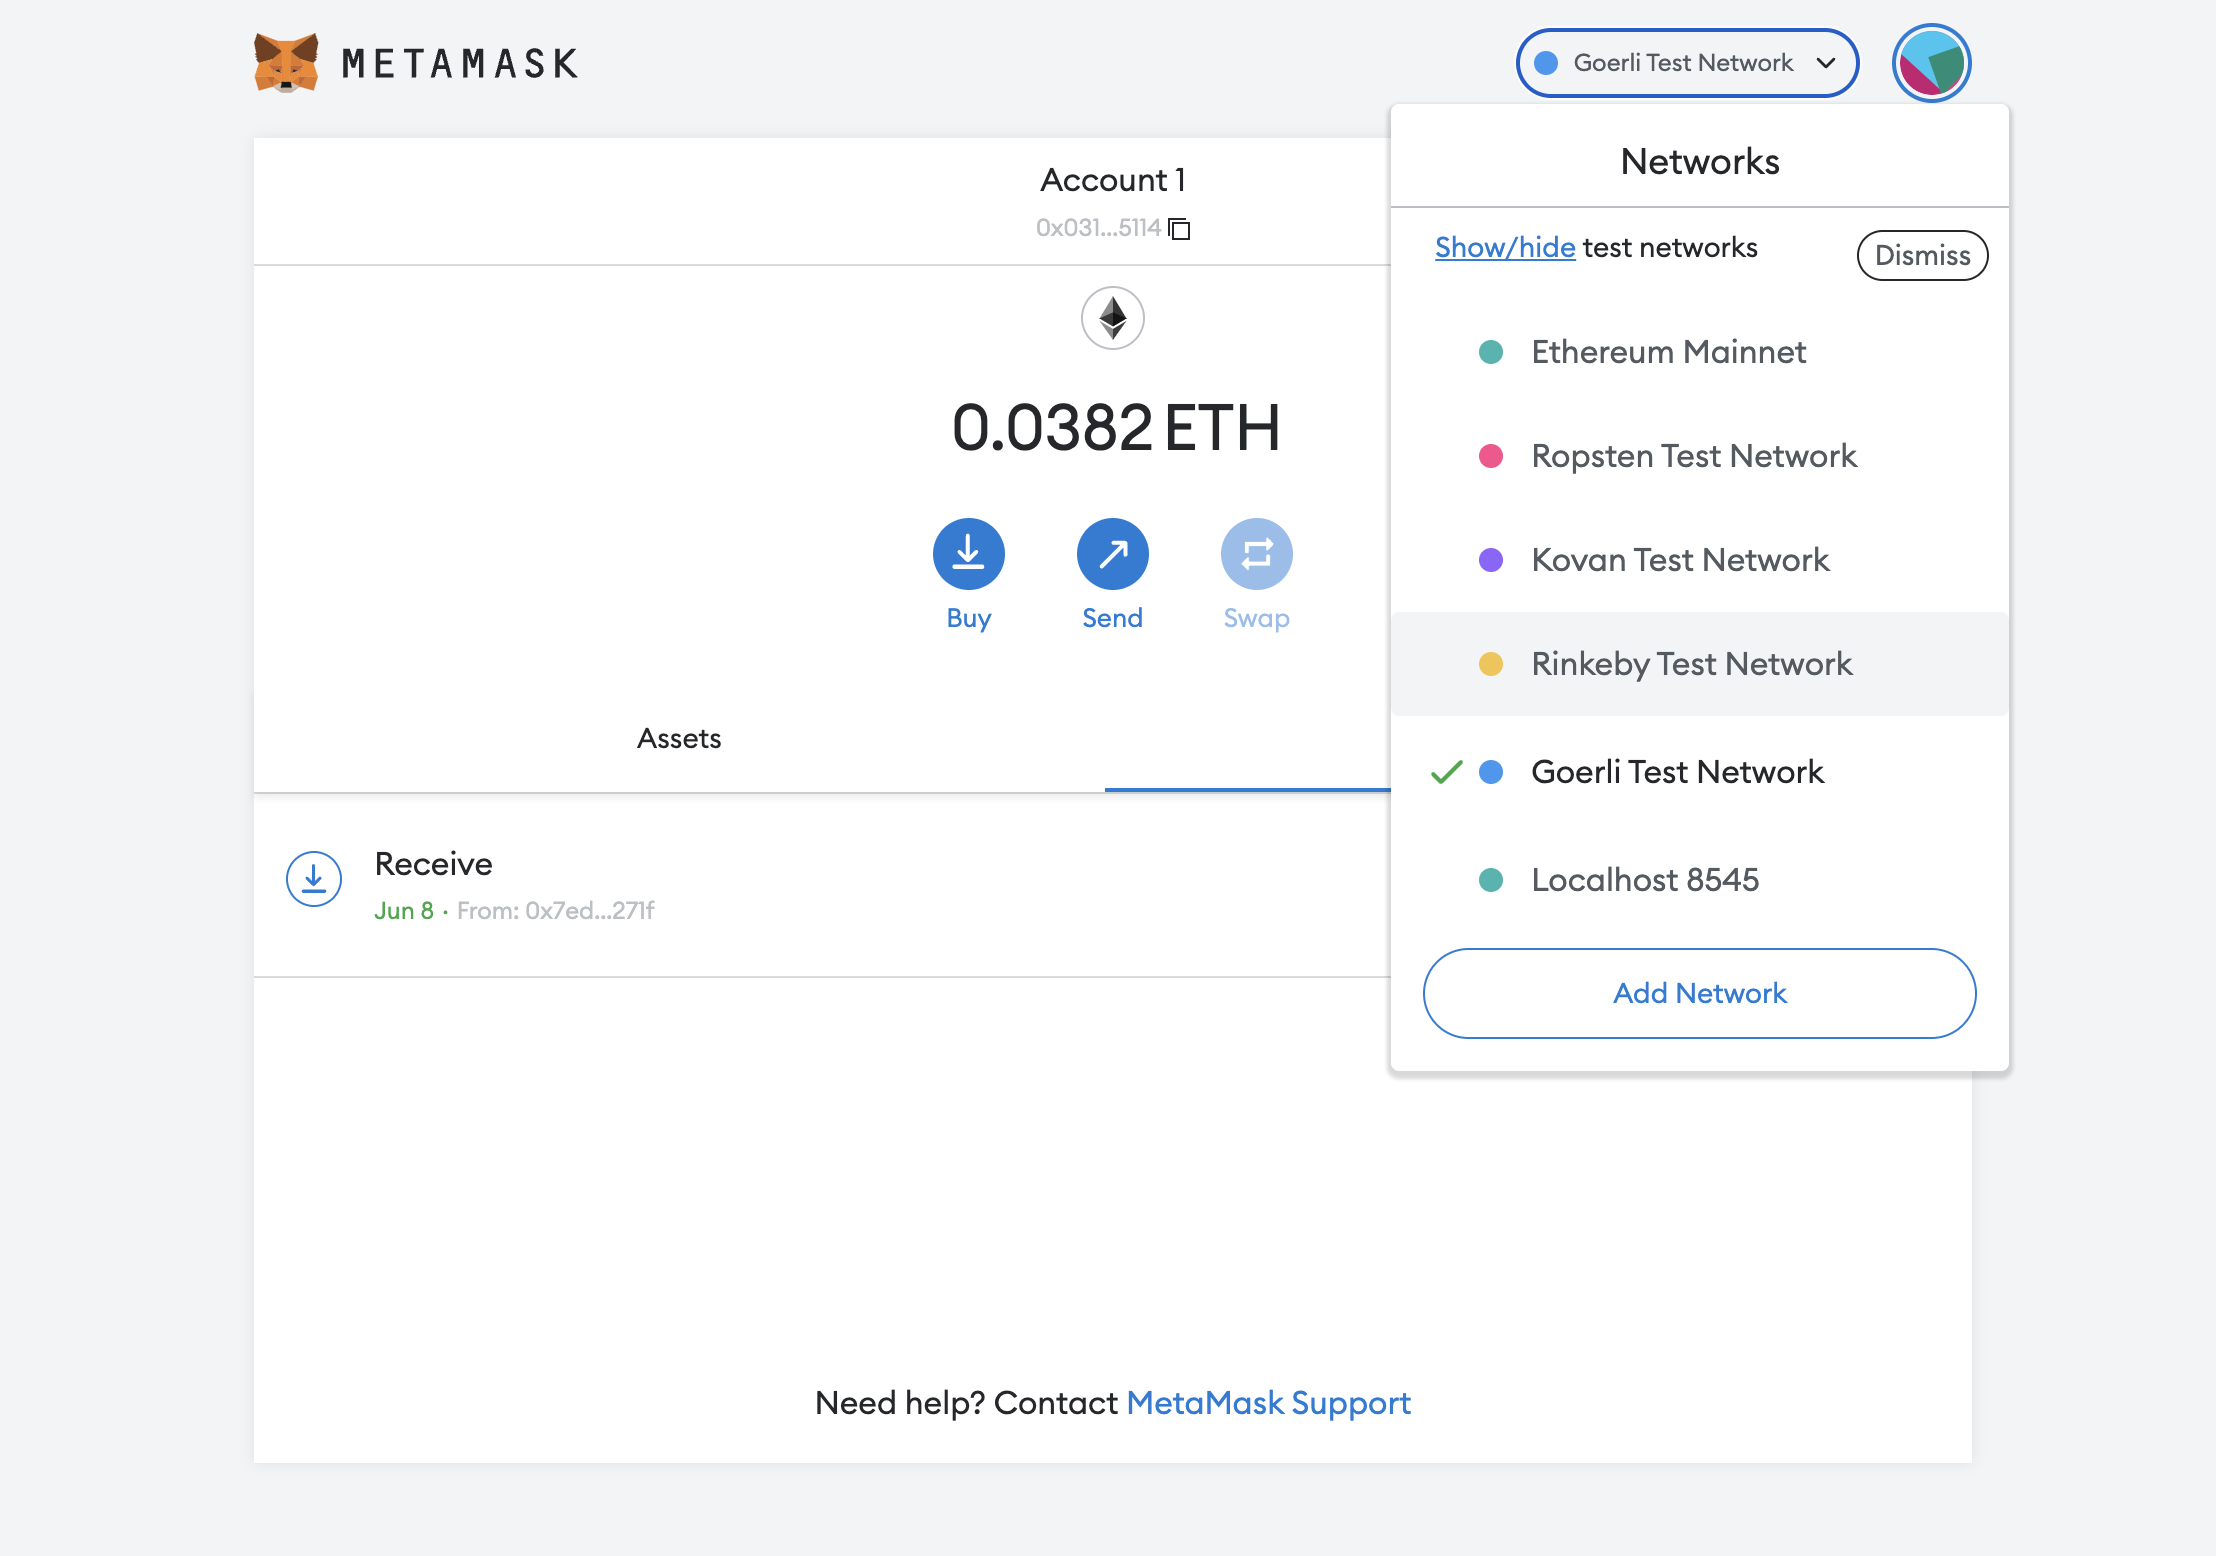 METAMASK
Goerli Test Network
Account 1
0x031...5114
0.0382 ETH
Buy
Send
Swap
Assets
Receive
Jun 8 · From: 0x7ed...271f
Need help? Contact MetaMask Support
Networks
Show/hide test networks
Dismiss
Ethereum Mainnet
Ropsten Test Network
Kovan Test Network
Rinkeby Test Network
Goerli Test Network
Localhost 8545
Add Network